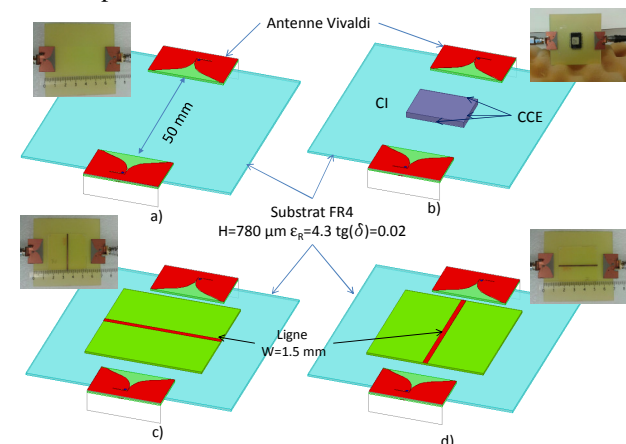 Antenne Vivaldi
50 mm
CI
CCE
a)
b)
Substrat FR4
H=780 µm εR=4.3 tg(δ)=0.02
Ligne
W=1.5 mm
c)
d)